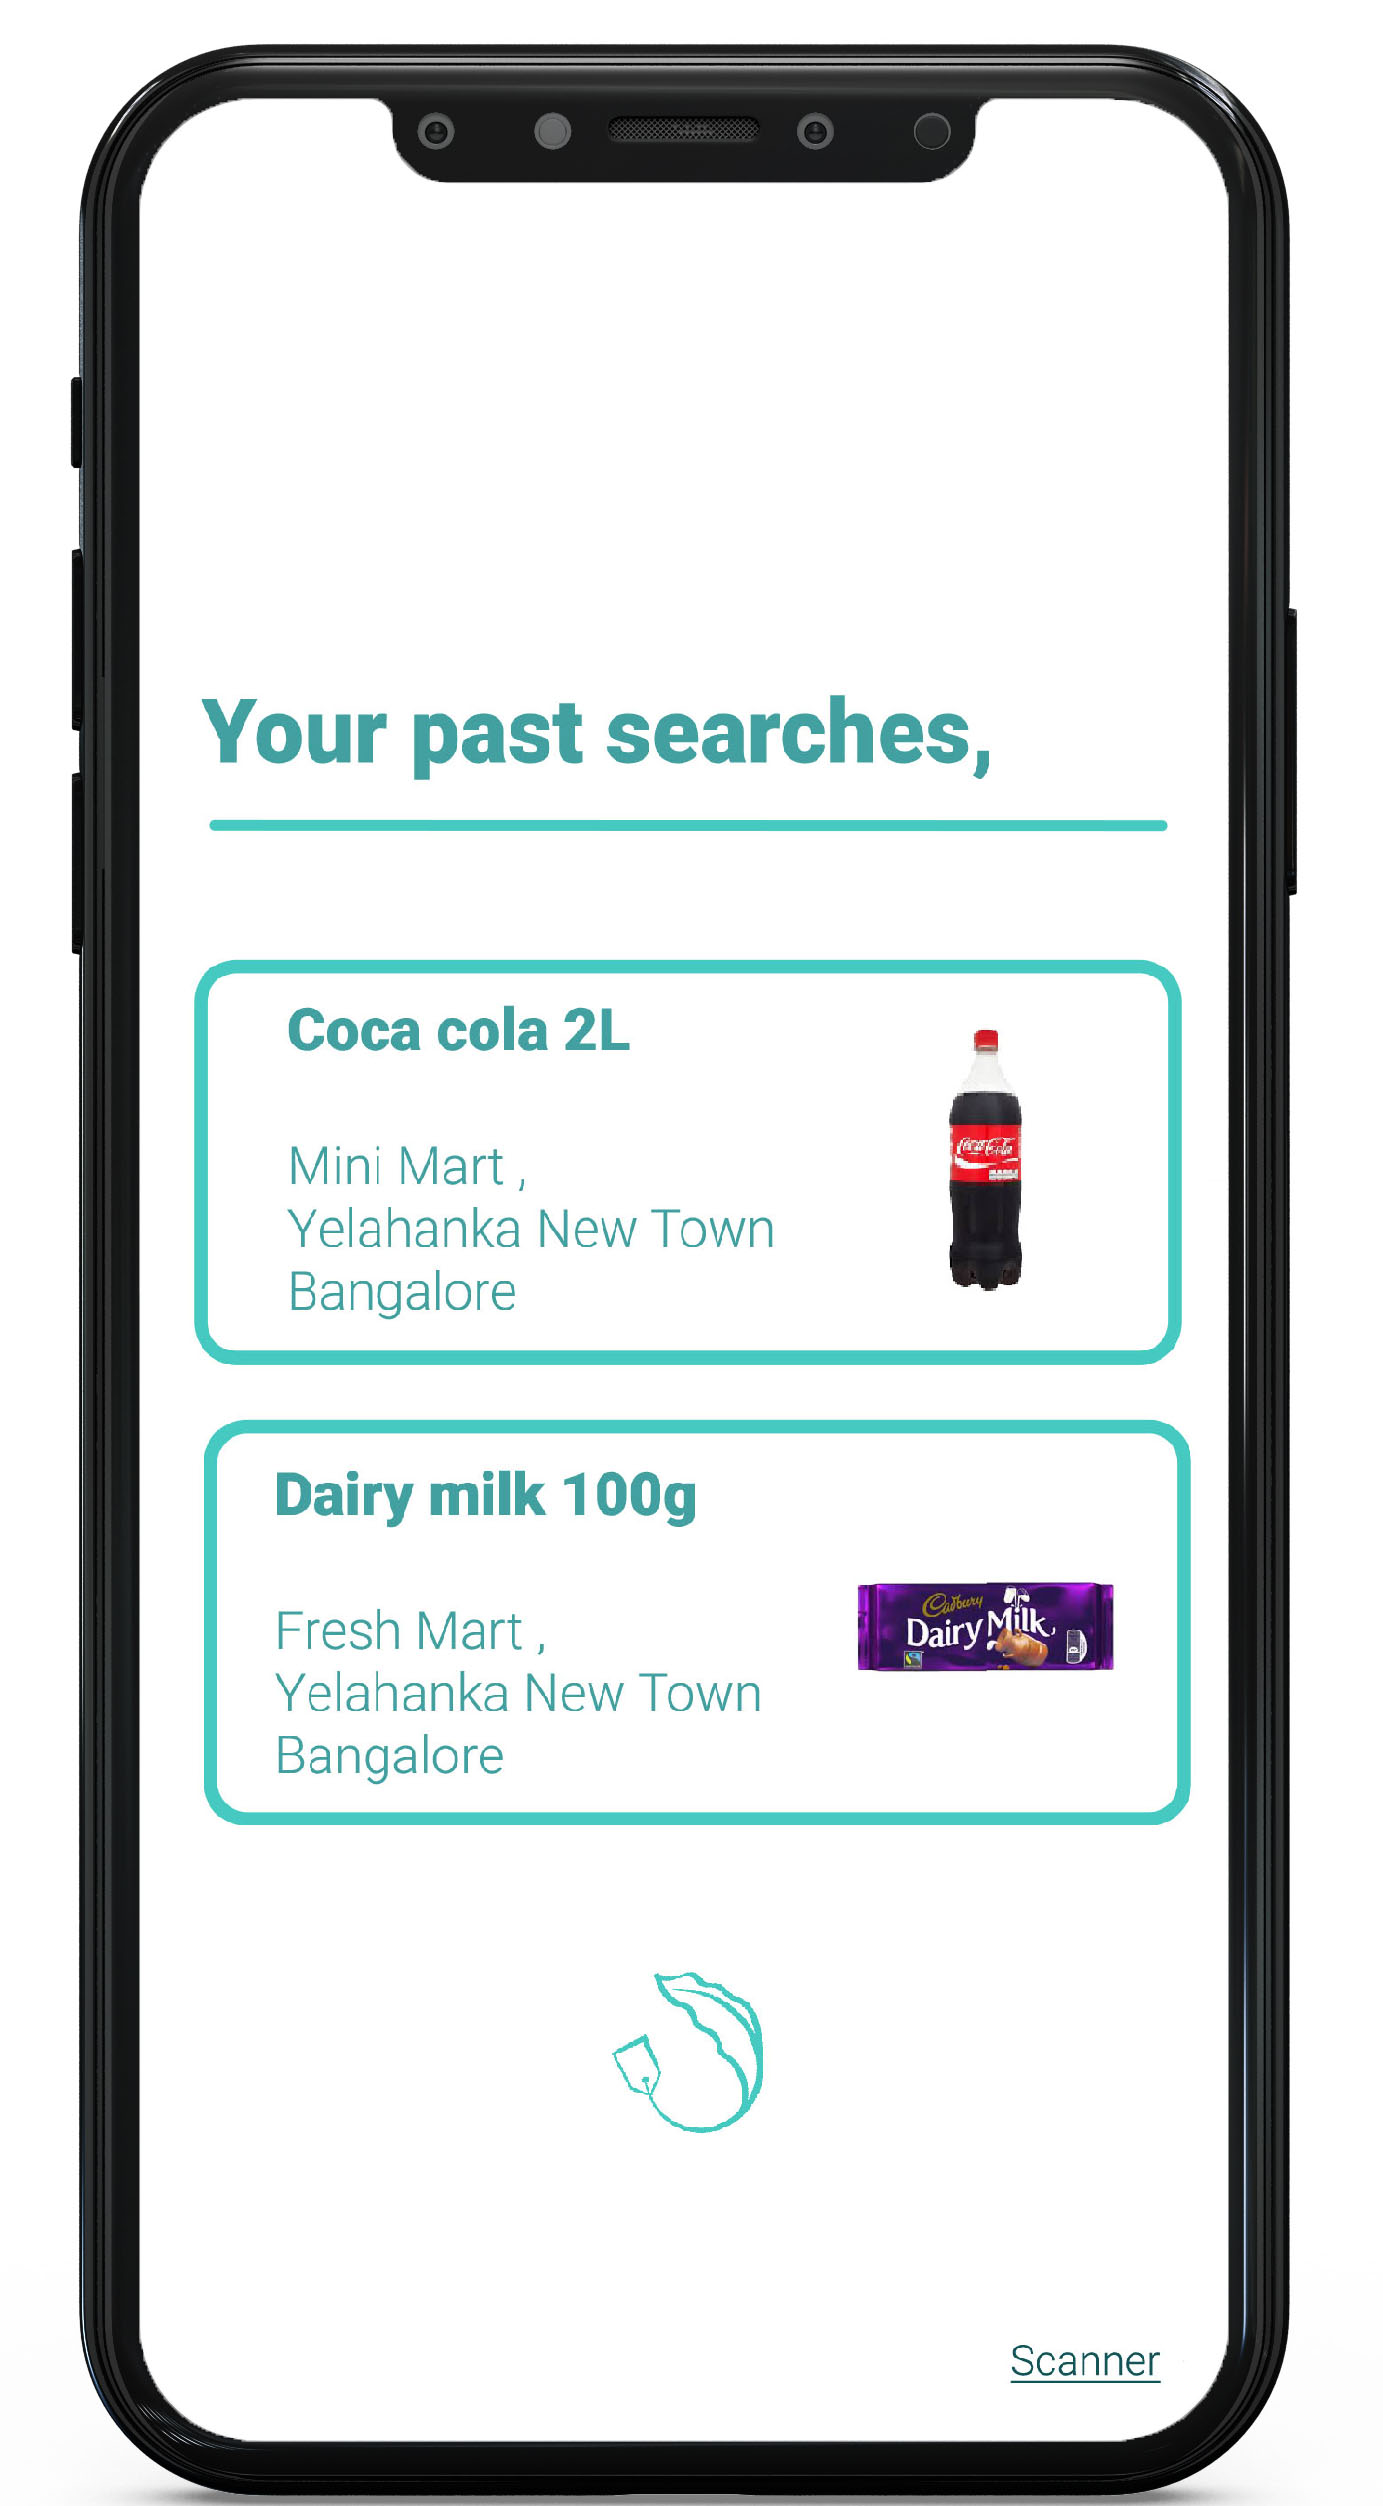 Your past searches,
Coca cola 2L
Mini Mart ,
Yelahanka New Town
Bangalore
Coca-Cola
Dairy milk 100g
Fresh Mart ,
Yelahanka New Town
Bangalore
Cadbury
Dairy Milk
Scanner